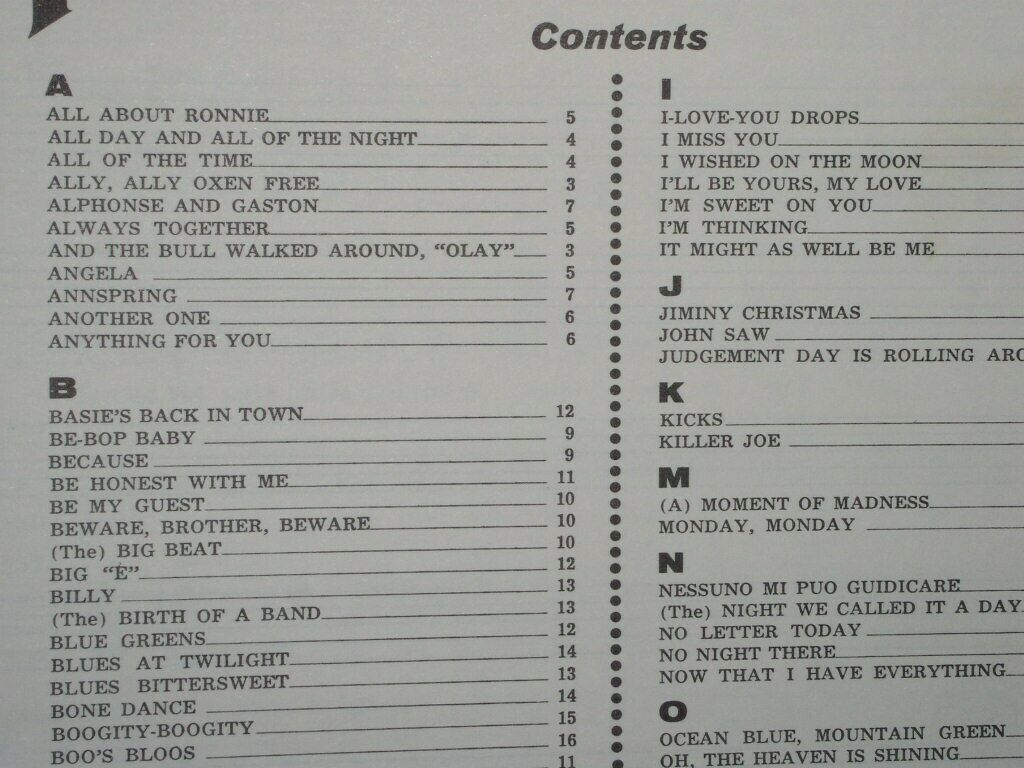 Contents
A
ALL ABOUT RONNIE 5
ALL DAY AND ALL OF THE NIGHT 4
ALL OF THE TIME 4
ALLY, ALLY OXEN FREE 3
ALPHONSE AND GASTON 7
ALWAYS TOGETHER 5
AND THE BULL WALKED AROUND, "OLAY" 3
ANGELA 5
ANNSPRING 7
ANOTHER ONE 6
ANYTHING FOR YOU 6
B
BASIE'S BACK IN TOWN 12
BE-BOP BABY 9
BECAUSE 9
BE HONEST WITH ME 11
BE MY GUEST 10
BEWARE, BROTHER, BEWARE 10
(The) BIG BEAT 10
BIG "E" 12
BILLY 13
(The) BIRTH OF A BAND 13
BLUE GREENS 12
BLUES AT TWILIGHT 14
BLUES BITTERSWEET 13
BONE DANCE 14
BOOGITY-BOOGITY 15
BOO'S BLOOS 16
11
I
I-LOVE-YOU DROPS
I MISS YOU
I WISHED ON THE MOON
I'LL BE YOURS, MY LOVE
I'M SWEET ON YOU
I'M THINKING
IT MIGHT AS WELL BE ME
J
JIMINY CHRISTMAS
JOHN SAW
JUDGEMENT DAY IS ROLLING ARO
K
KICKS
KILLER JOE
M
(A) MOMENT OF MADNESS
MONDAY, MONDAY
N
NESSUNO MI PUO GUIDICARE
(The) NIGHT WE CALLED IT A DAY
NO LETTER TODAY
NO NIGHT THERE
NOW THAT I HAVE EVERYTHING
O
OCEAN BLUE, MOUNTAIN GREEN
OH, THE HEAVEN IS SHINING